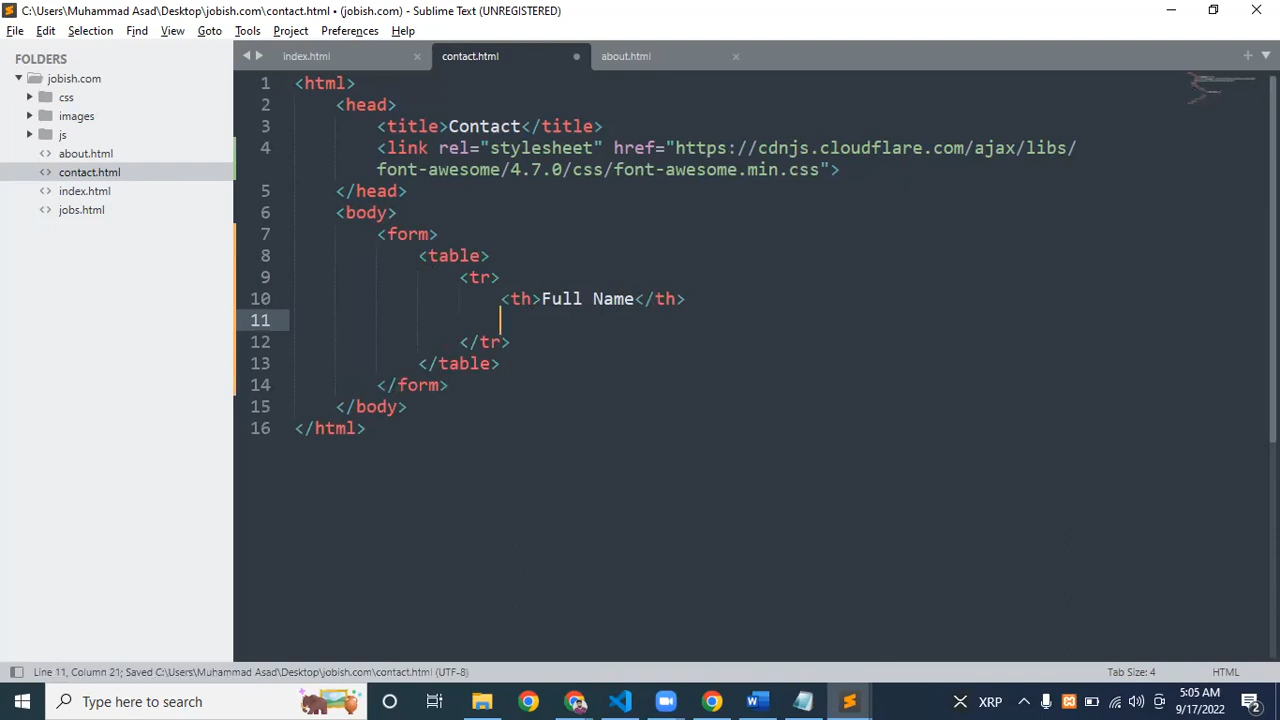 C:\Users\Muhammad Asad\Desktop\jobish.com\contact.html • (jobish.com) - Sublime Text (UNREGISTERED)
File Edit Selection Find View Goto Tools Project Preferences Help
FOLDERS
jobish.com
css
images
js
about.html
contact.html
index.html
jobs.html
index.html contact.html about.html
1 <html>
2 <head>
3 <title>Contact</title>
4 <link rel="stylesheet" href="https://cdnjs.cloudflare.com/ajax/libs/
font-awesome/4.7.0/css/font-awesome.min.css">
5 </head>
6 <body>
7 <form>
8 <table>
9 <tr>
10 <th>Full Name</th>
11
12 </tr>
13 </table>
14 </form>
15 </body>
16 </html>
Line 11, Column 21; Saved C:\Users\Muhammad Asad\Desktop\jobish.com\contact.html (UTF-8) Tab Size: 4 HTML
Type here to search XRP 5:05 AM
9/17/2022 2